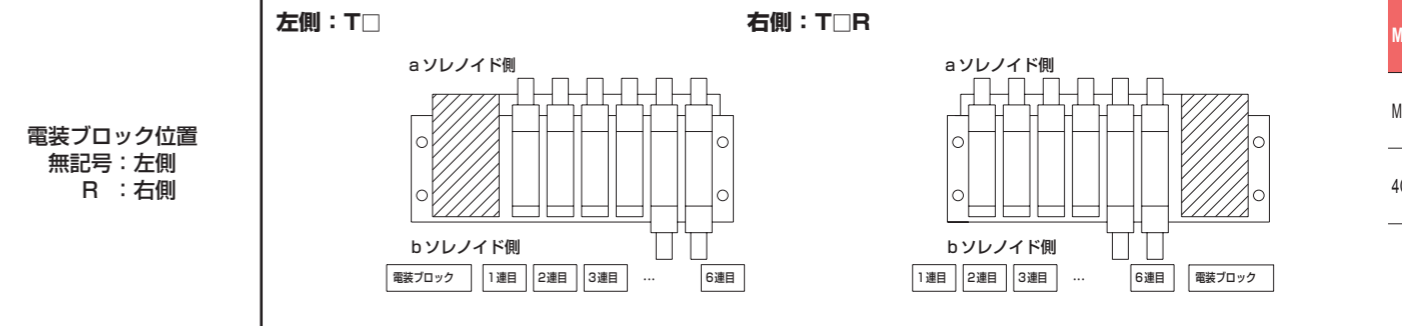 電装ブロック位置
無記号：左側
R ：右側
左側：T□
aソレノイド側
bソレノイド側
電装ブロック 1連目 2連目 3連目 … 6連目
右側：T□R
aソレノイド側
bソレノイド側
1連目 2連目 3連目 … 6連目 電装ブロック
M
M